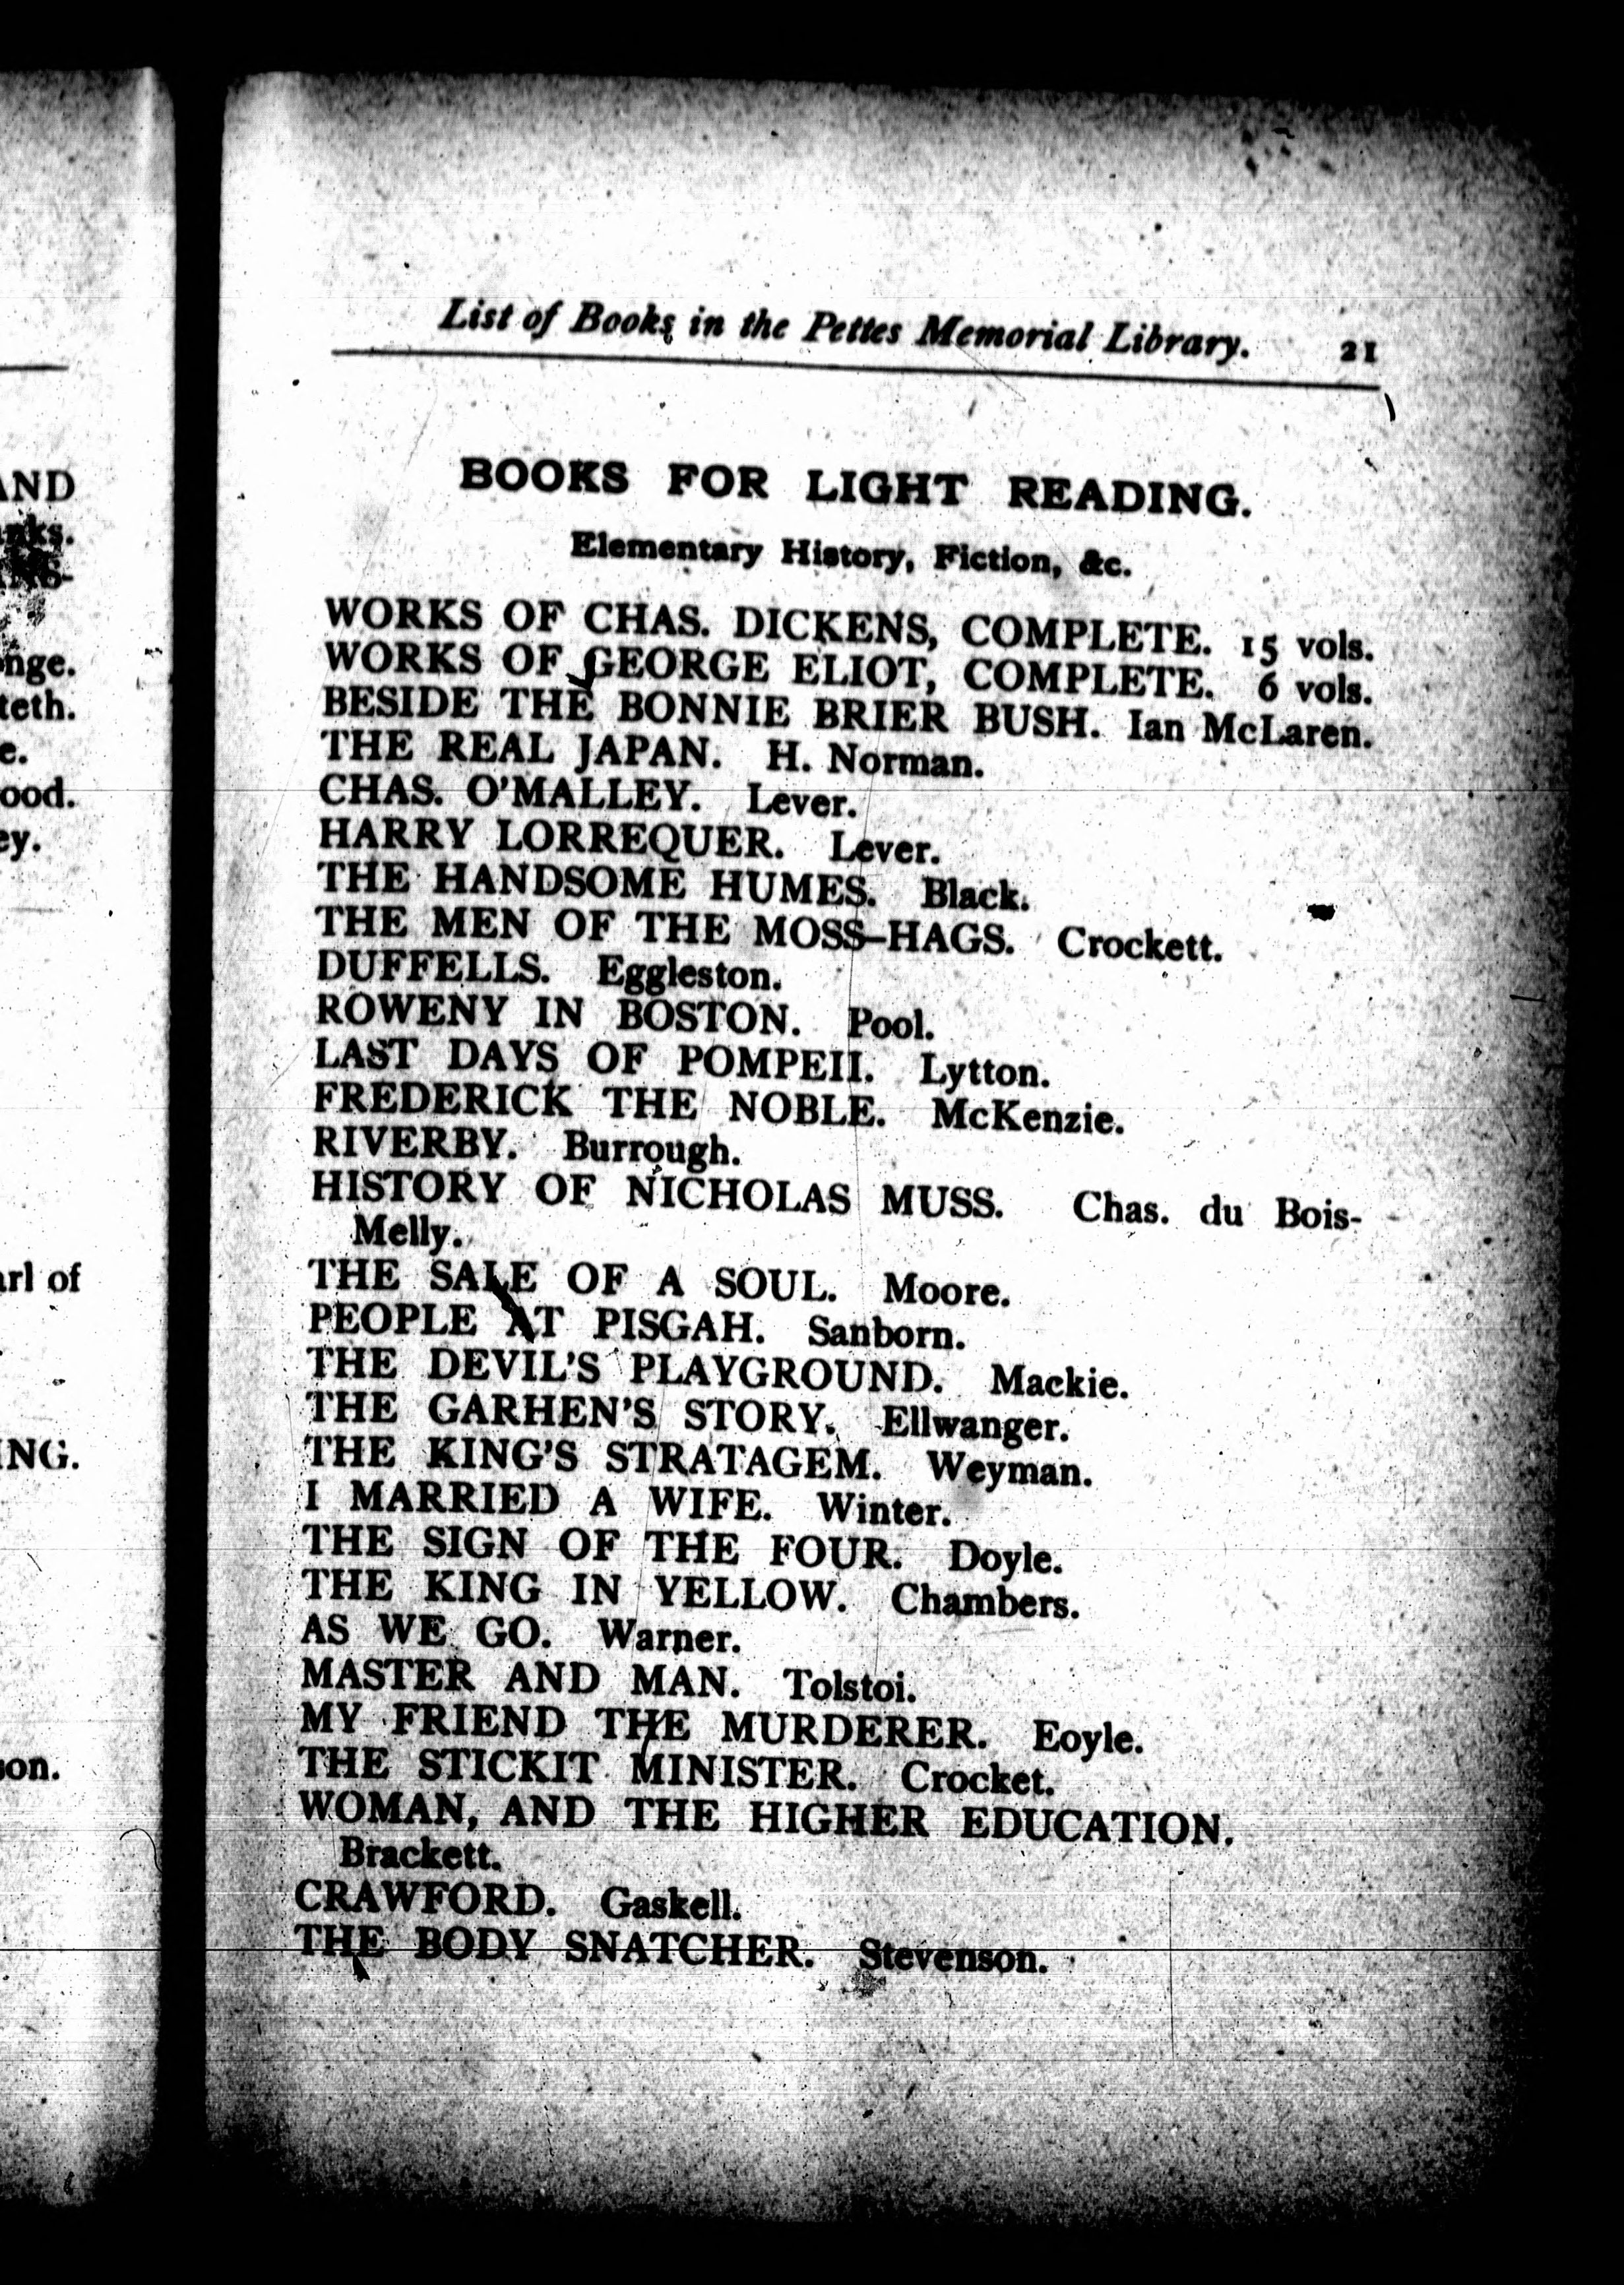 List of Books in the Pettes Memorial Library. 21
BOOKS FOR LIGHT READING.
Elementary History, Fiction, &c.
WORKS OF CHAS. DICKENS, COMPLETE. 15 vols.
WORKS OF GEORGE ELIOT, COMPLETE. 6 vols.
BESIDE THE BONNIE BRIER BUSH. Ian McLaren.
THE REAL JAPAN. H. Norman.
CHAS. O'MALLEY. Lever.
HARRY LORREQUER. Lever.
THE HANDSOME HUMES. Black.
THE MEN OF THE MOSS-HAGS. Crockett.
DUFFELLS. Eggleston.
ROWENY IN BOSTON. Pool.
LAST DAYS OF POMPEII. Lytton.
FREDERICK THE NOBLE. McKenzie.
RIVERBY. Burrough.
HISTORY OF NICHOLAS MUSS. Chas. du Bois-
Melly.
THE SALE OF A SOUL. Moore.
PEOPLE AT PISGAH. Sanborn.
THE DEVIL'S PLAYGROUND. Mackie.
THE GARHEN'S STORY. Ellwanger.
THE KING'S STRATAGEM. Weyman.
I MARRIED A WIFE. Winter.
THE SIGN OF THE FOUR. Doyle.
THE KING IN YELLOW. Chambers.
AS WE GO. Warner.
MASTER AND MAN. Tolstoi.
MY FRIEND THE MURDERER. Eoyle.
THE STICKIT MINISTER. Crocket.
WOMAN, AND THE HIGHER EDUCATION.
Brackett.
CRAWFORD. Gaskell.
THE BODY SNATCHER. Stevenson.